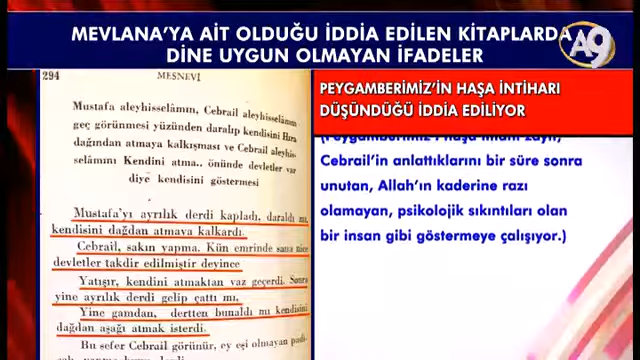 MEVLANA'YA AİT OLDUĞU İDDİA EDİLEN KİTAPLARDA
DİNE UYGUN OLMAYAN İFADELER
A9
294 MESNEVİ
Mustafa aleyhisselâmın, Cebrail aleyhisselâmın
geç görünmesi yüzünden daralıp kendisini Hıra
dağından atmaya kalkışması ve Cebrail aleyhis-
selâmın Kendini atma.. önünde devletler var
diye kendisini göstermesi
Mustafa'yı ayrılık derdi kapladı, daraldı mı,
kendisini dağdan atmaya kalkardı.
Cebrail, sakın yapma. Kün emrinde sana nice
devletler takdir edilmiştir deyince
Yatışır, kendini atmaktan vaz geçerdi. Sonra
yine ayrılık derdi gelip çattı mı,
Yine gamdan, dertten bunaldı mı kendisini
dağdan aşağı atmak isterdi.
Bu sefer Cebrail görünür, ey eşi olmayan
PEYGAMBERİMİZ'İN HAŞA İNTİHARI
DÜŞÜNDÜĞÜ İDDİA EDİLİYOR
(Peygamberimiz'i haşa imanı zayıf,
Cebrail'in anlattıklarını bir süre sonra
unutan, Allah'ın kaderine razı
olamayan, psikolojik sıkıntıları olan
bir insan gibi göstermeye çalışıyor.)